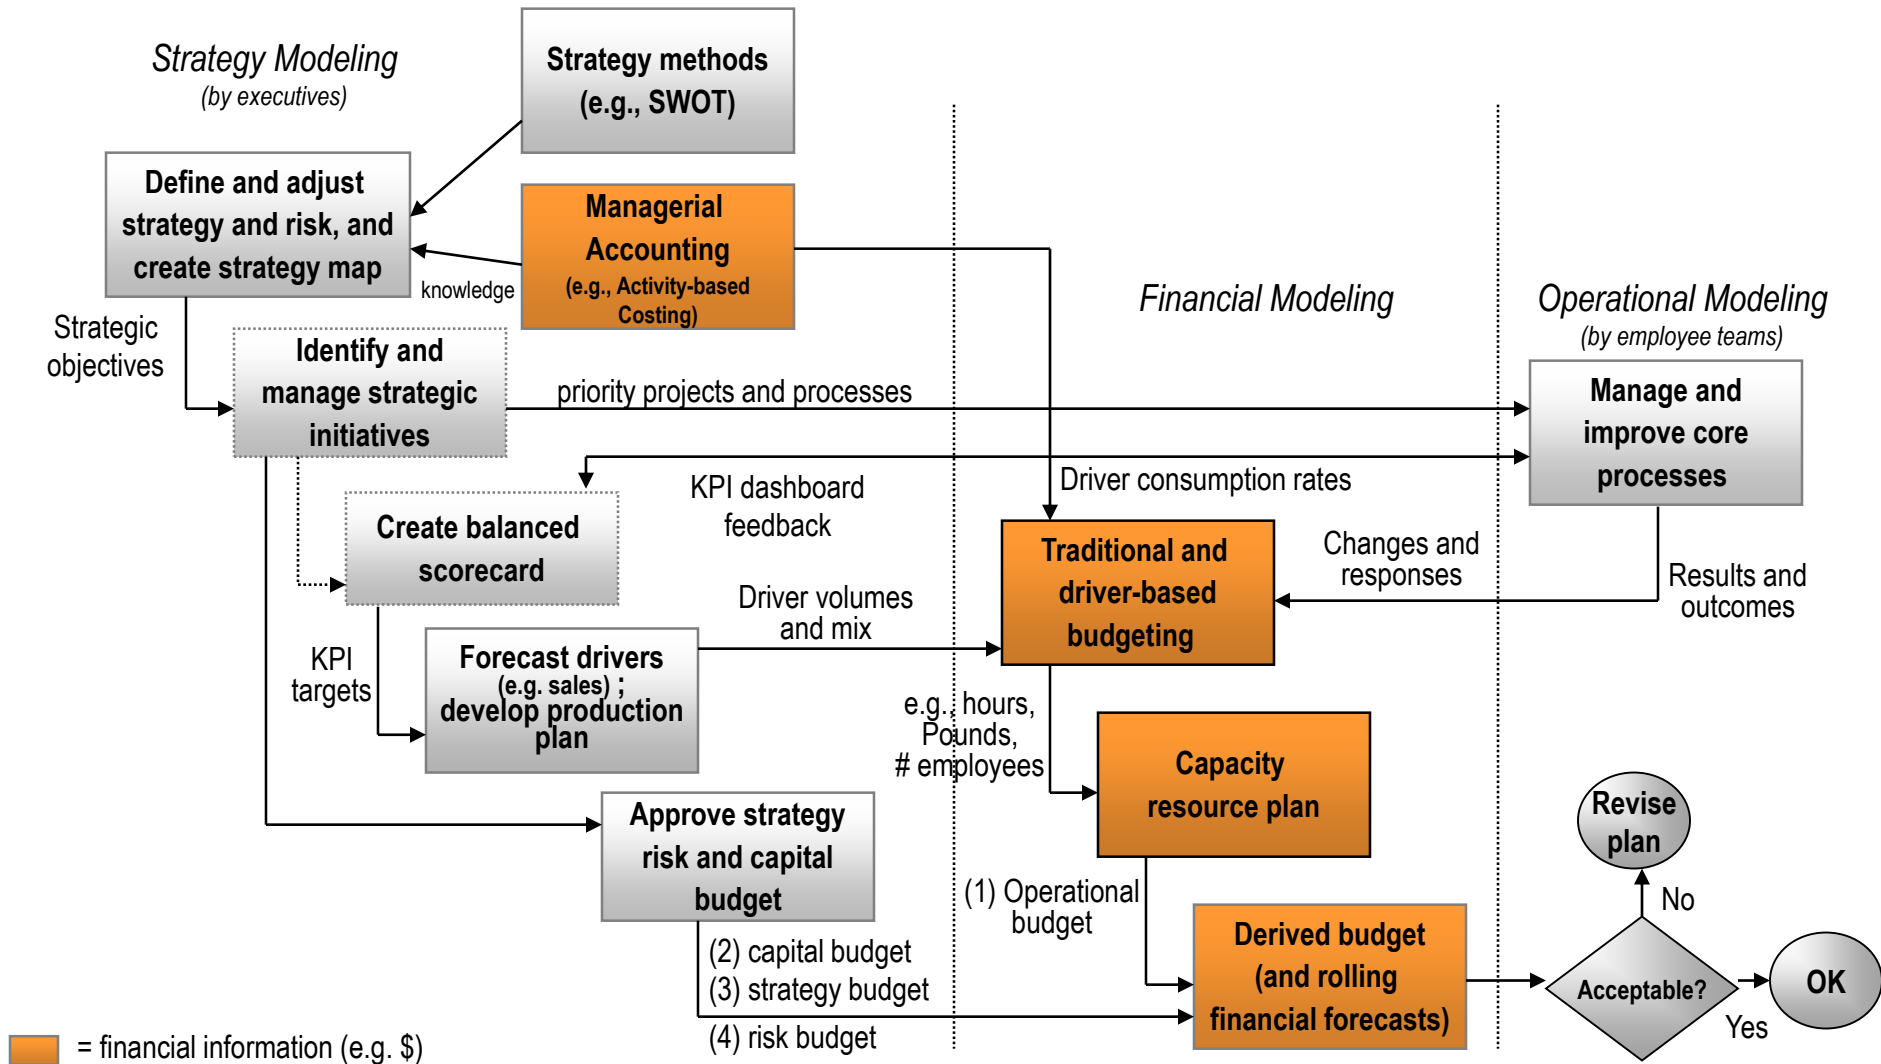 Strategy Modeling
(by executives)
Strategy methods
(e.g., SWOT)
Define and adjust
strategy and risk, and
create strategy map
Managerial
Accounting
(e.g., Activity-based
Costing)
knowledge
Financial Modeling
Operational Modeling
(by employee teams)
Strategic
objectives
Identify and
manage strategic
initiatives
priority projects and processes
Manage and
improve core
processes
KPI dashboard
feedback
Driver consumption rates
Create balanced
scorecard
Traditional and
driver-based
budgeting
Changes and
responses
Results and
outcomes
Driver volumes
and mix
KPI
targets
Forecast drivers
(e.g. sales) ;
develop production
plan
e.g., hours,
Pounds,
# employees
Capacity
resource plan
Approve strategy
risk and capital
budget
Revise
plan
(1) Operational
budget
No
(2) capital budget
(3) strategy budget
(4) risk budget
Derived budget
(and rolling
financial forecasts)
Acceptable?
OK
Yes
= financial information (e.g. $)